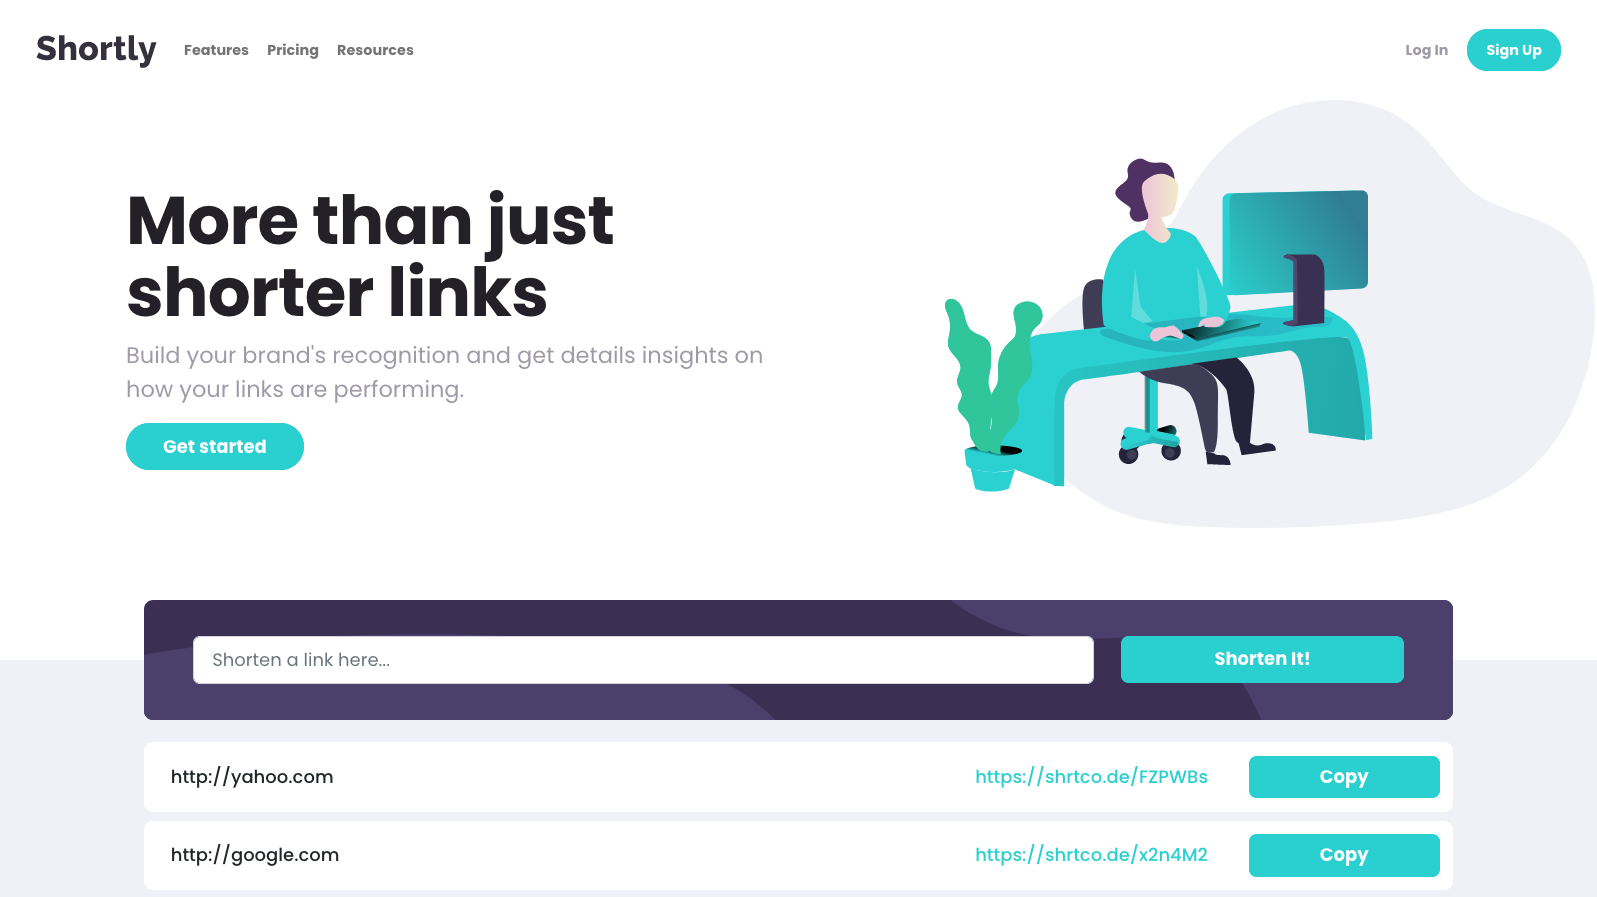 Shortly
Features
Pricing
Resources
Log In
Sign Up
More than just
shorter links
Build your brand's recognition and get details insights on
how your links are performing.
Get started
Shorten a link here...
Shorten It!
http://yahoo.com
https://shrtco.de/FZPWBs
Copy
http://google.com
https://shrtco.de/x2n4M2
Copy